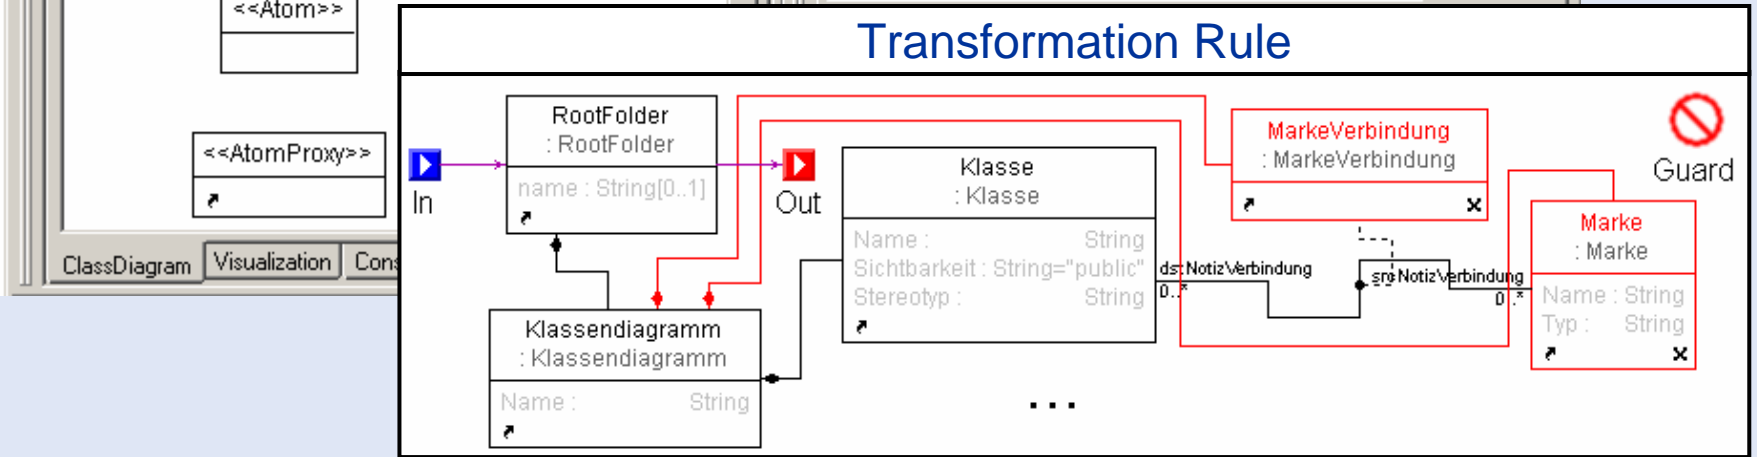 <<Atom>>
<<AtomProxy>>
ClassDiagram
Visualization
Cons
Transformation Rule
In
RootFolder
: RootFolder
name : String[0..1]
Out
Klasse
: Klasse
Name : String
Sichtbarkeit : String="public"
Stereotyp : String
MarkeVerbindung
: MarkeVerbindung
Guard
Marke
: Marke
Name : String
Typ : String
dst NotizVerbindung
0..*
src NotizVerbindung
0..*
Klassendiagramm
: Klassendiagramm
Name : String
...